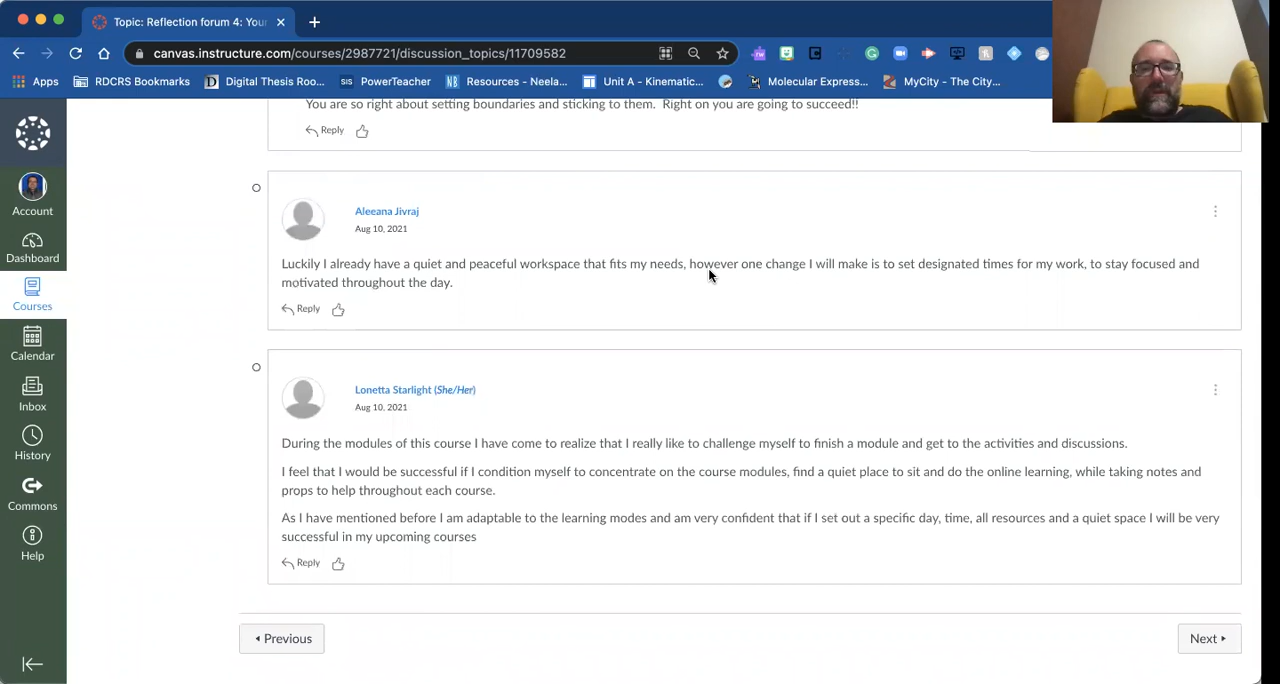 Topic: Reflection forum 4: Your
canvas.instructure.com/courses/2987721/discussion_topics/11709582
Apps
RDCRS Bookmarks
Digital Thesis Roo...
SIS
PowerTeacher
NB
Resources - Neela...
Unit A - Kinematic...
Molecular Express...
MyCity - The City...
You are so right about setting boundaries and sticking to them.  Right on you are going to succeed!!
Reply
Account
Dashboard
Courses
Calendar
Inbox
History
Commons
Help
Aleeana Jivraj
Aug 10, 2021
Luckily I already have a quiet and peaceful workspace that fits my needs, however one change I will make is to set designated times for my work, to stay focused and
motivated throughout the day.
Reply
Lonetta Starlight (She/Her)
Aug 10, 2021
During the modules of this course I have come to realize that I really like to challenge myself to finish a module and get to the activities and discussions.
I feel that I would be successful if I condition myself to concentrate on the course modules, find a quiet place to sit and do the online learning, while taking notes and
props to help throughout each course.
As I have mentioned before I am adaptable to the learning modes and am very confident that if I set out a specific day, time, all resources and a quiet space I will be very
successful in my upcoming courses
Reply
Previous
Next